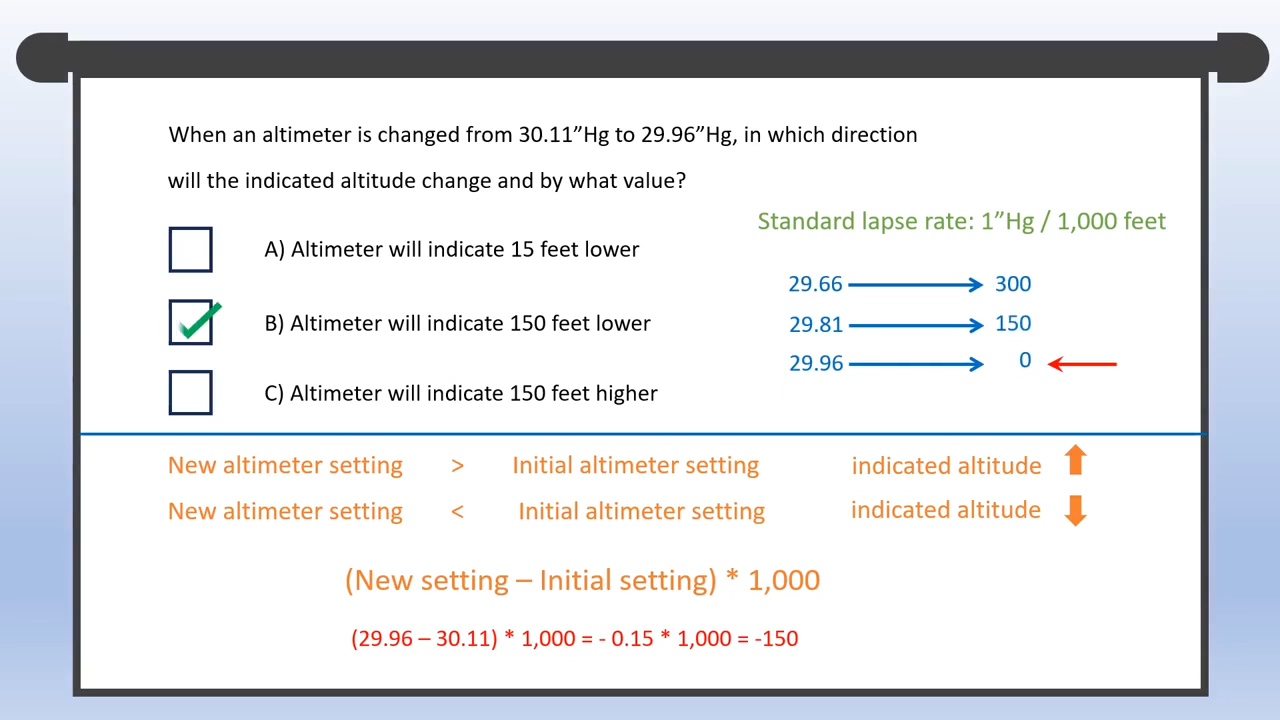 When an altimeter is changed from 30.11”Hg to 29.96”Hg, in which direction
will the indicated altitude change and by what value?
Standard lapse rate: 1”Hg / 1,000 feet
A) Altimeter will indicate 15 feet lower
29.66 300
B) Altimeter will indicate 150 feet lower
29.81 150
29.96 0
C) Altimeter will indicate 150 feet higher
New altimeter setting > Initial altimeter setting indicated altitude
New altimeter setting < Initial altimeter setting indicated altitude
(New setting – Initial setting) * 1,000
(29.96 – 30.11) * 1,000 = - 0.15 * 1,000 = -150